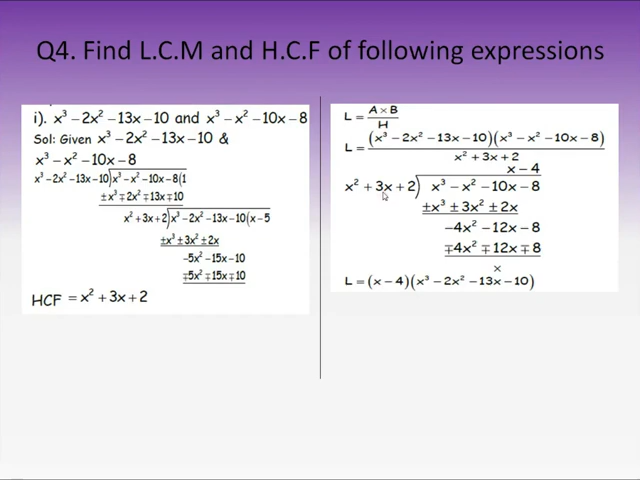 Q4. Find L.C.M and H.C.F of following expressions
i). x³ − 2x² − 13x − 10 and x³ − x² − 10x − 8
Sol: Given x³ − 2x² − 13x − 10 &
x³ − x² − 10x − 8
x³ − 2x² − 13x − 10) x³ − x² − 10x − 8 (1
±x³ ∓ 2x² ∓ 13x ∓ 10
x² + 3x + 2) x³ − 2x² − 13x − 10 (x − 5
±x³ ± 3x² ± 2x
−5x² − 15x − 10
∓5x² ∓ 15x ∓ 10
HCF = x² + 3x + 2
L = A × B / H
L = (x³ − 2x² − 13x − 10)(x³ − x² − 10x − 8) / x² + 3x + 2
x − 4
x² + 3x + 2) x³ − x² − 10x − 8
±x³ ± 3x² ± 2x
−4x² − 12x − 8
∓4x² ∓ 12x ∓ 8
×
L = (x − 4)(x³ − 2x² − 13x − 10)